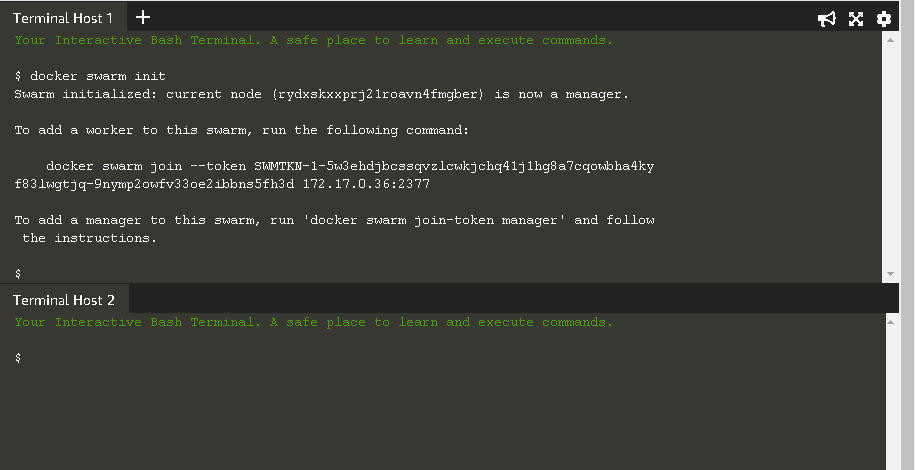 Terminal Host 1 +
Your Interactive Bash Terminal. A safe place to learn and execute commands.
$ docker swarm init
Swarm initialized: current node (rydxskxxprj21roavn4fmgber) is now a manager.
To add a worker to this swarm, run the following command:
docker swarm join --token SWMTKN-1-5w3ehdjbcssqvzlcwkjchq41j1hg8a7cqowbha4ky
f83lwgtjq-9nymp2owfv33oe2ibbns5fh3d 172.17.0.36:2377
To add a manager to this swarm, run 'docker swarm join-token manager' and follow
the instructions.
$
Terminal Host 2
Your Interactive Bash Terminal. A safe place to learn and execute commands.
$